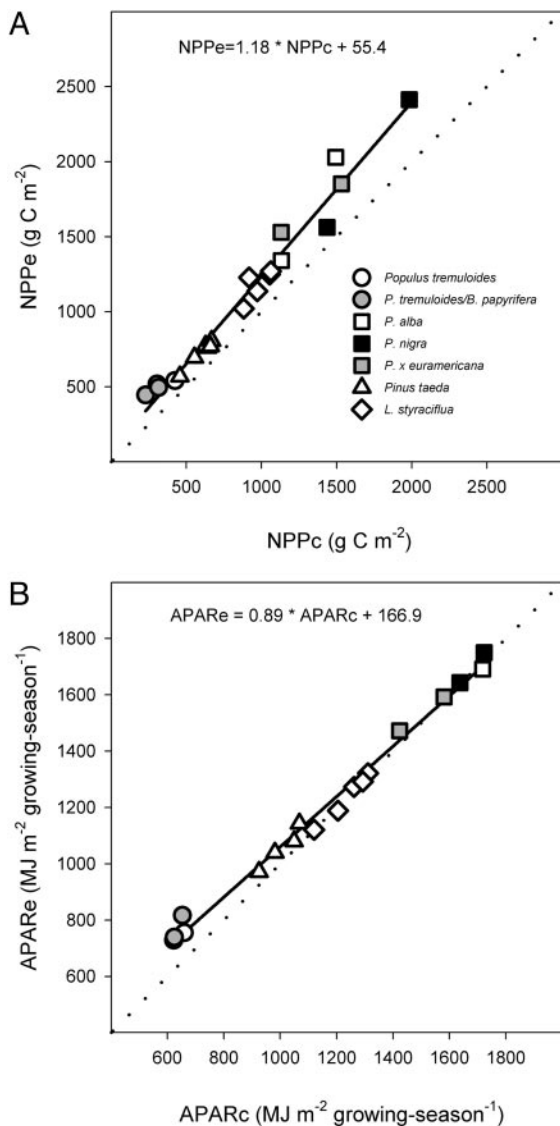 A
NPPe=1.18 * NPPc + 55.4
2500
2000
1500
1000
500
NPPe (g C m⁻²)
Populus tremuloides
P. tremuloides/B. papyrifera
P. alba
P. nigra
P. x euramericana
Pinus taeda
L. styraciflua
500 1000 1500 2000 2500
NPPc (g C m⁻²)
B
APARe = 0.89 * APARc + 166.9
1800
1600
1400
1200
1000
800
600
APARe (MJ m⁻² growing-season⁻¹)
600 800 1000 1200 1400 1600 1800
APARc (MJ m⁻² growing-season⁻¹)